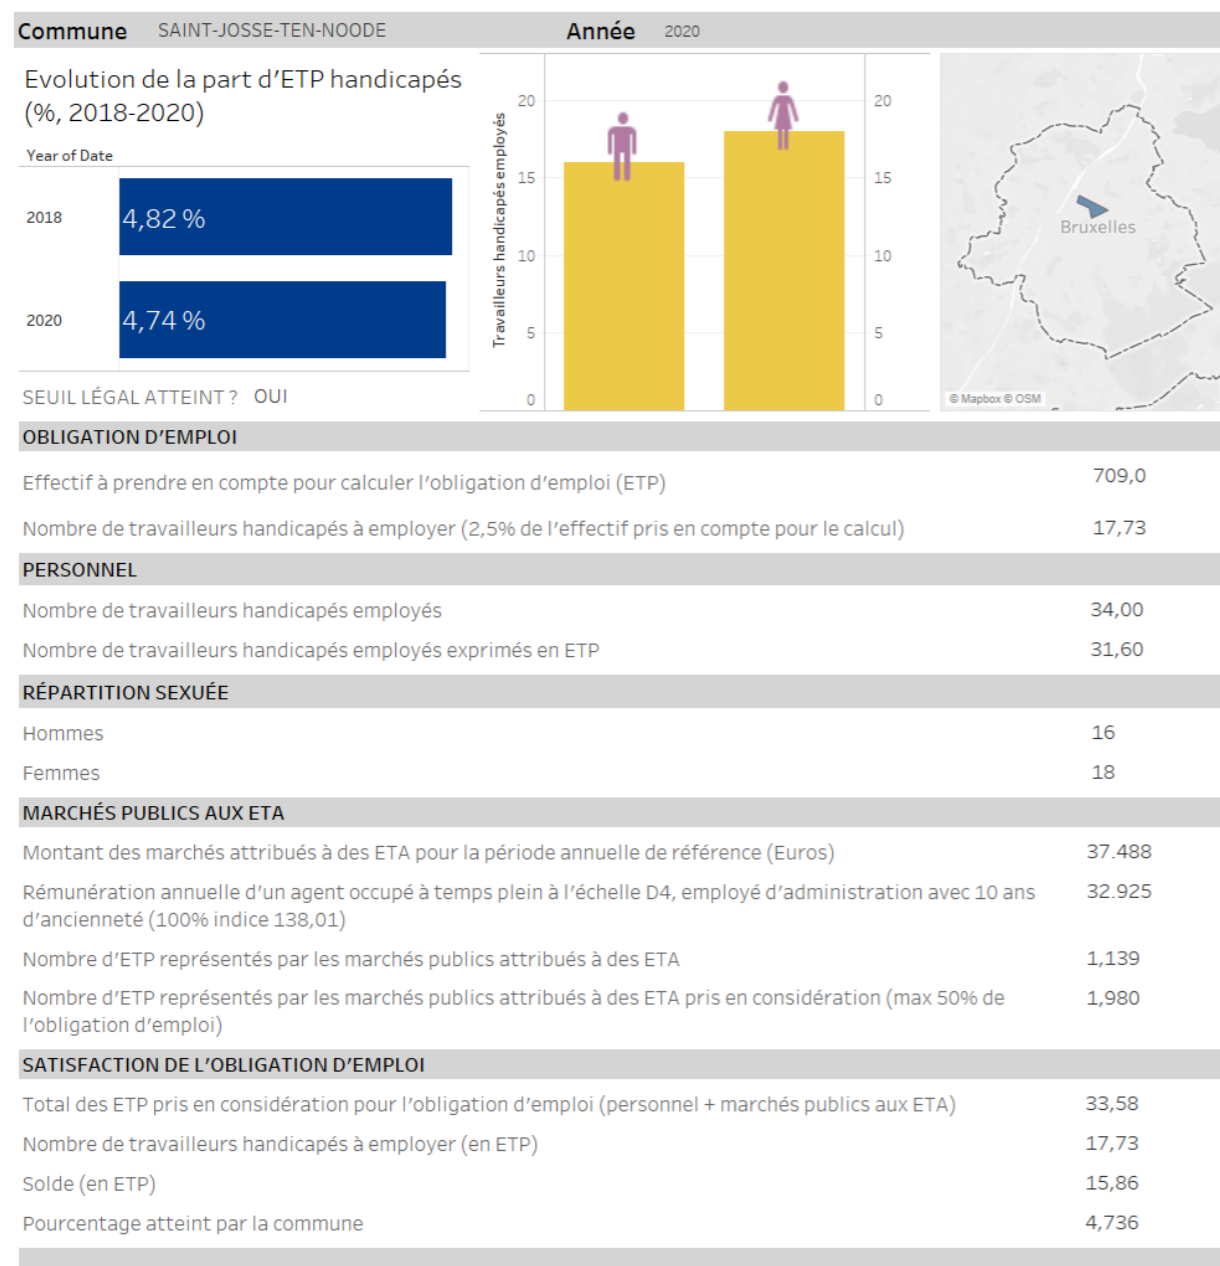 Commune SAINT-JOSSE-TEN-NOODE Année 2020
Evolution de la part d'ETP handicapés
(%, 2018-2020)
Year of Date
2018 4,82 %
2020 4,74 %
SEUIL LÉGAL ATTEINT ? OUI
Travailleurs handicapés employés
20 20
15 15
10 10
5 5
0 0
Bruxelles
© Mapbox © OSM
OBLIGATION D'EMPLOI
Effectif à prendre en compte pour calculer l'obligation d'emploi (ETP) 709,0
Nombre de travailleurs handicapés à employer (2,5% de l'effectif pris en compte pour le calcul) 17,73
PERSONNEL
Nombre de travailleurs handicapés employés 34,00
Nombre de travailleurs handicapés employés exprimés en ETP 31,60
RÉPARTITION SEXUÉE
Hommes 16
Femmes 18
MARCHÉS PUBLICS AUX ETA
Montant des marchés attribués à des ETA pour la période annuelle de référence (Euros) 37.488
Rémunération annuelle d'un agent occupé à temps plein à l'échelle D4, employé d'administration avec 10 ans 32.925
d'ancienneté (100% indice 138,01)
Nombre d'ETP représentés par les marchés publics attribués à des ETA 1,139
Nombre d'ETP représentés par les marchés publics attribués à des ETA pris en considération (max 50% de 1,980
l'obligation d'emploi)
SATISFACTION DE L'OBLIGATION D'EMPLOI
Total des ETP pris en considération pour l'obligation d'emploi (personnel + marchés publics aux ETA) 33,58
Nombre de travailleurs handicapés à employer (en ETP) 17,73
Solde (en ETP) 15,86
Pourcentage atteint par la commune 4,736